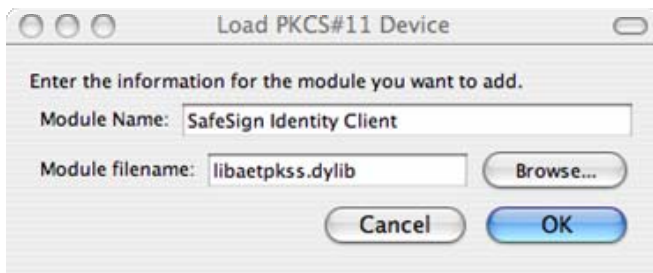 Load PKCS#11 Device
Enter the information for the module you want to add.
Module Name: SafeSign Identity Client
Module filename: libaetpkss.dylib Browse...
Cancel OK